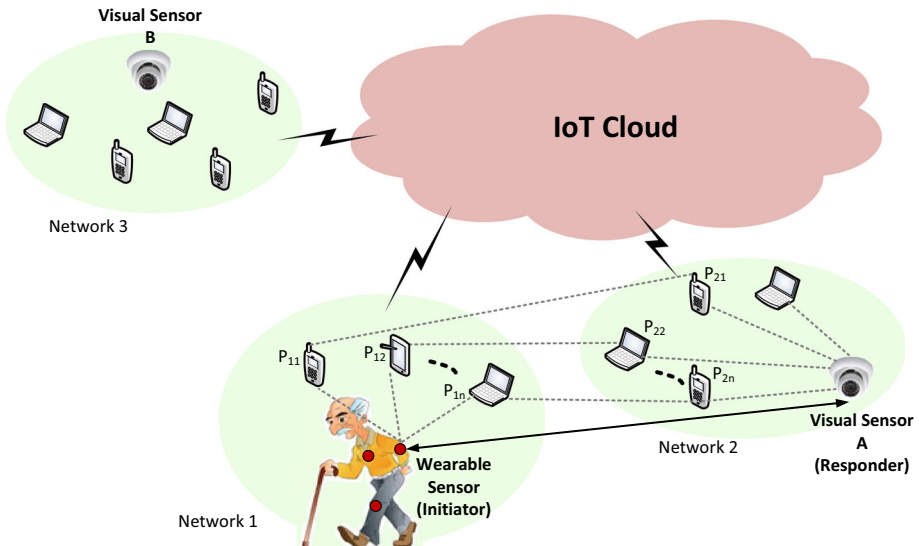 Visual Sensor
B
IoT Cloud
Network 3
P21
P22
P11
P12
P1n
P2n
Visual Sensor
A
(Responder)
Network 2
Wearable
Sensor
(Initiator)
Network 1